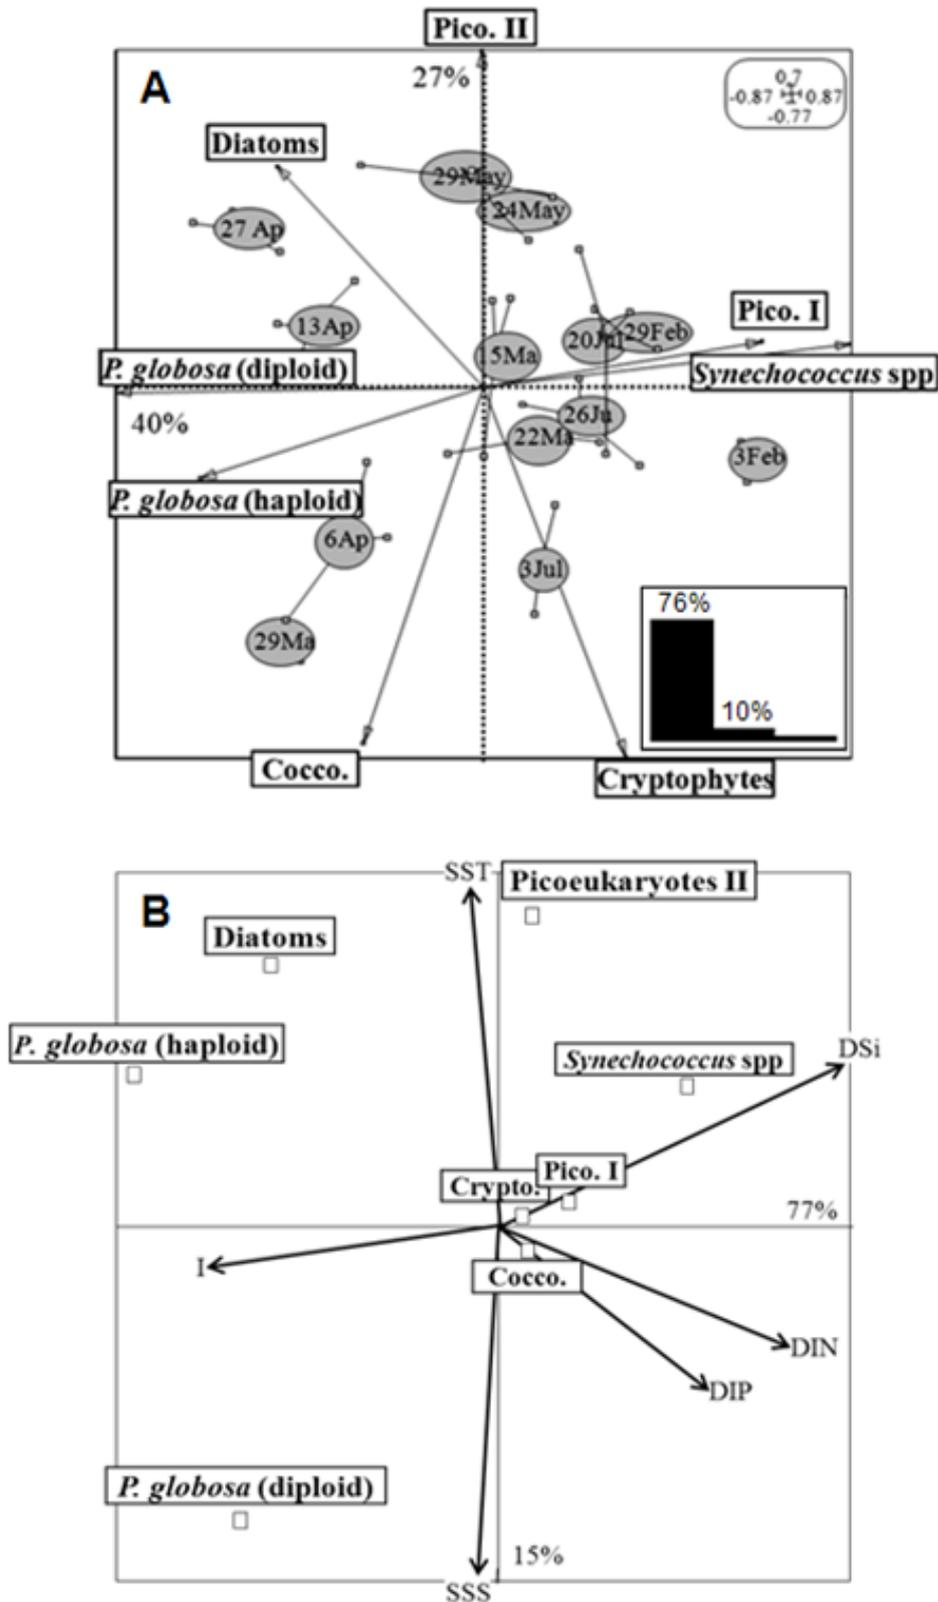 Pico. II
A
27%
0.7
-0.87 0.87
-0.77
Diatoms
29May
24May
27 Ap
13Ap
Pico. I
20Jul
29Feb
15Ma
P. globosa (diploid)
Synechococcus spp
40%
26Ju
22Ma
3Feb
P. globosa (haploid)
6Ap
3Jul
76%
29Ma
10%
Cocco.
Cryptophytes
SST
B
Picoeukaryotes II
Diatoms
P. globosa (haploid)
Synechococcus spp
DSi
Pico. I
Crypto.
77%
I
Cocco.
DIN
DIP
P. globosa (diploid)
15%
SSS